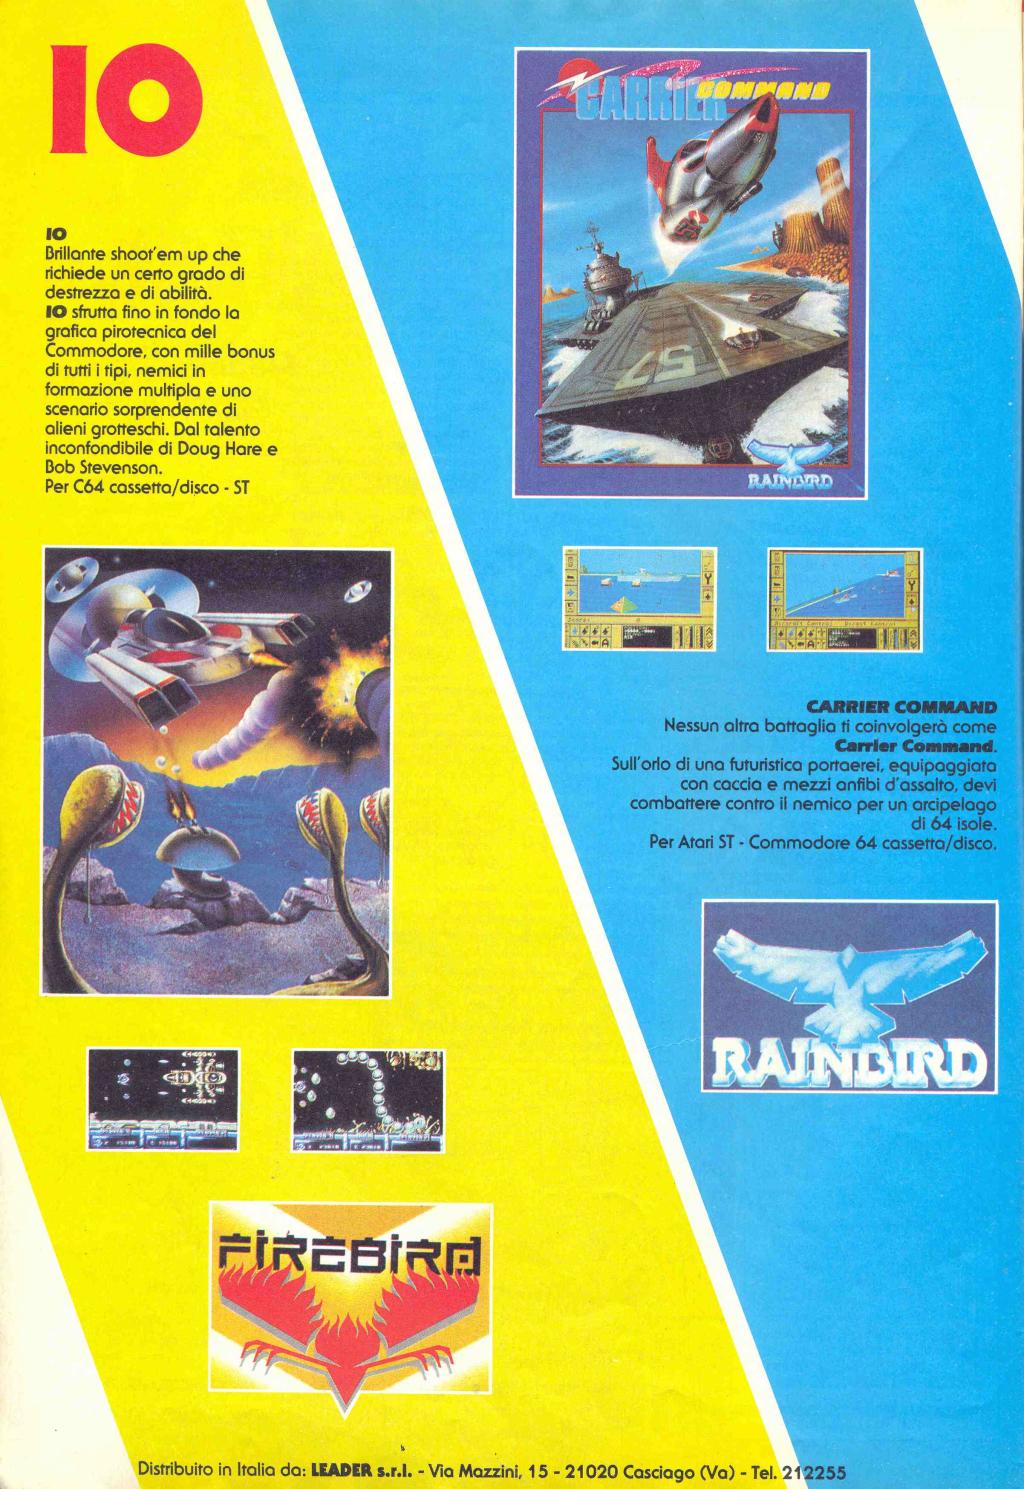 IO
IO
Brillante shoot'em up che
richiede un certo grado di
destrezza e di abilità.
IO sfrutta fino in fondo la
grafica pirotecnica del
Commodore, con mille bonus
di tutti i tipi, nemici in
formazione multipla e uno
scenario sorprendente di
alieni grotteschi. Dal talento
inconfondibile di Doug Hare e
Bob Stevenson.
Per C64 cassetta/disco - ST
FIREBIRD
CARRIER COMMAND
RAINBIRD
Aircraft Control Direct Control
CARRIER COMMAND
Nessun altra battaglia ti coinvolgerà come
Carrier Command.
Sull'orlo di una futuristica portaerei, equipaggiata
con caccia e mezzi anfibi d'assalto, devi
combattere contro il nemico per un arcipelago
di 64 isole.
Per Atari ST - Commodore 64 cassetta/disco.
RAINBIRD
Distribuito in Italia da: LEADER s.r.l. - Via Mazzini, 15 - 21020 Casciago (Va) - Tel. 212255